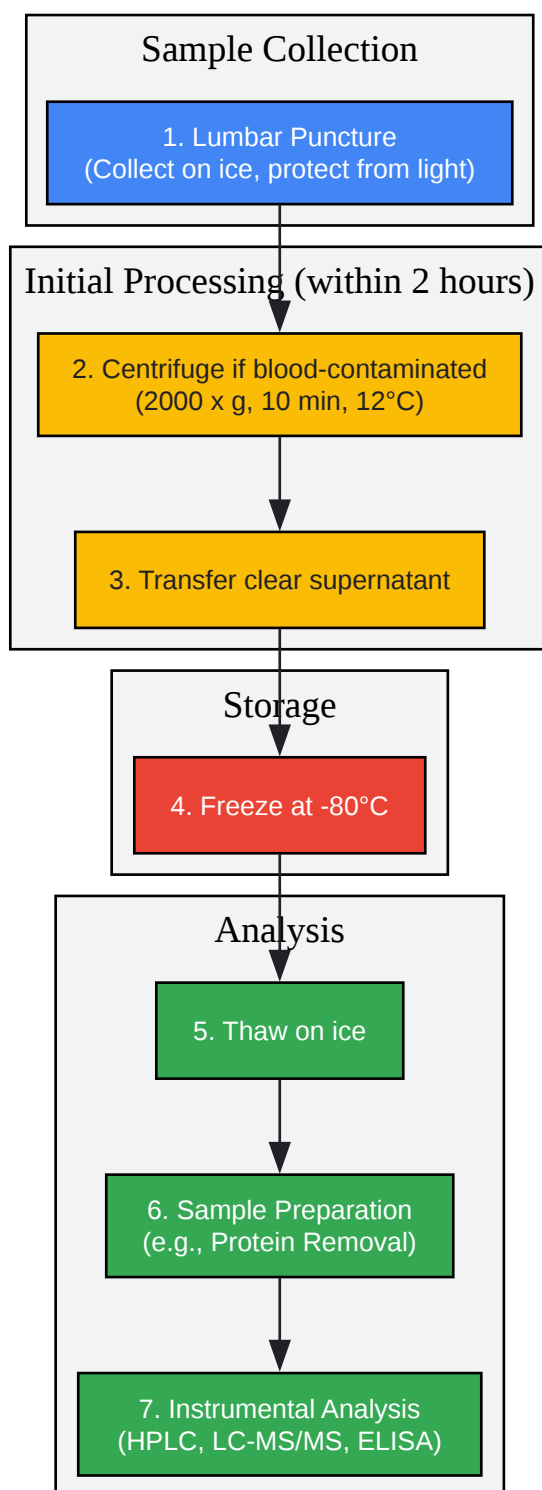 Sample Collection
1. Lumbar Puncture
(Collect on ice, protect from light)
Initial Processing (within 2 hours)
2. Centrifuge if blood-contaminated
(2000 x g, 10 min, 12°C)
3. Transfer clear supernatant
Storage
4. Freeze at -80°C
Analysis
5. Thaw on ice
6. Sample Preparation
(e.g., Protein Removal)
7. Instrumental Analysis
(HPLC, LC-MS/MS, ELISA)